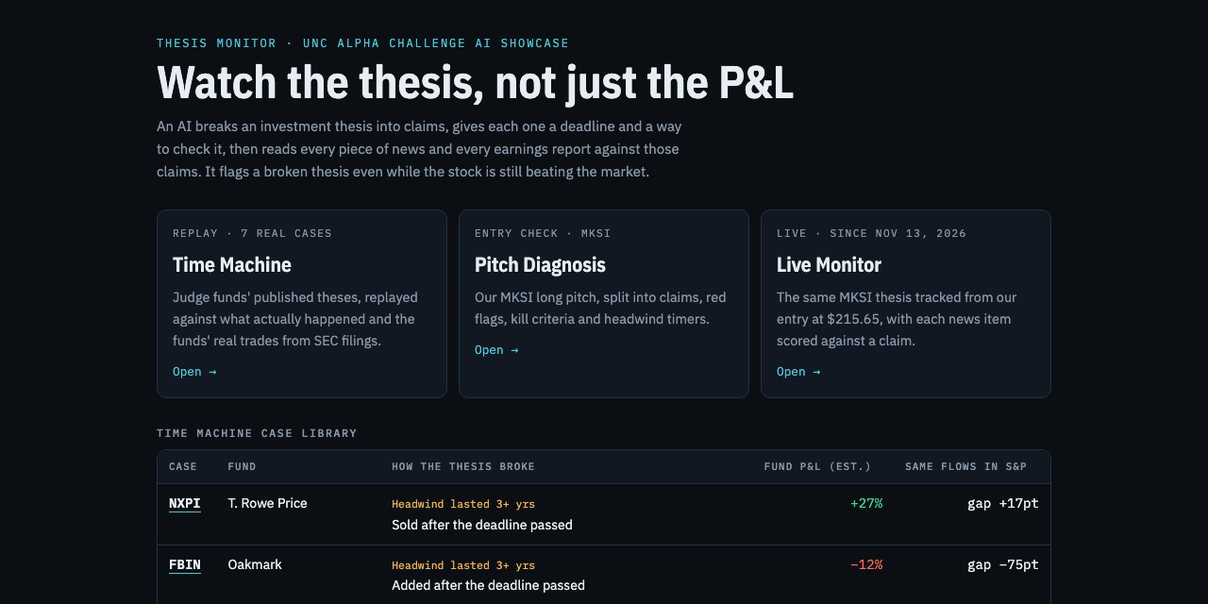 THESIS MONITOR · UNC ALPHA CHALLENGE AI SHOWCASE
Watch the thesis, not just the P&L
An AI breaks an investment thesis into claims, gives each one a deadline and a way
to check it, then reads every piece of news and every earnings report against those
claims. It flags a broken thesis even while the stock is still beating the market.
REPLAY · 7 REAL CASES
Time Machine
Judge funds' published theses, replayed
against what actually happened and the
funds' real trades from SEC filings.
Open →
ENTRY CHECK · MKSI
Pitch Diagnosis
Our MKSI long pitch, split into claims, red
flags, kill criteria and headwind timers.
Open →
LIVE · SINCE NOV 13, 2026
Live Monitor
The same MKSI thesis tracked from our
entry at $215.65, with each news item
scored against a claim.
Open →
TIME MACHINE CASE LIBRARY
CASE FUND HOW THE THESIS BROKE FUND P&L (EST.) SAME FLOWS IN S&P
NXPI T. Rowe Price Headwind lasted 3+ yrs +27% gap +17pt
Sold after the deadline passed
FBIN Oakmark Headwind lasted 3+ yrs −12% gap −75pt
Added after the deadline passed